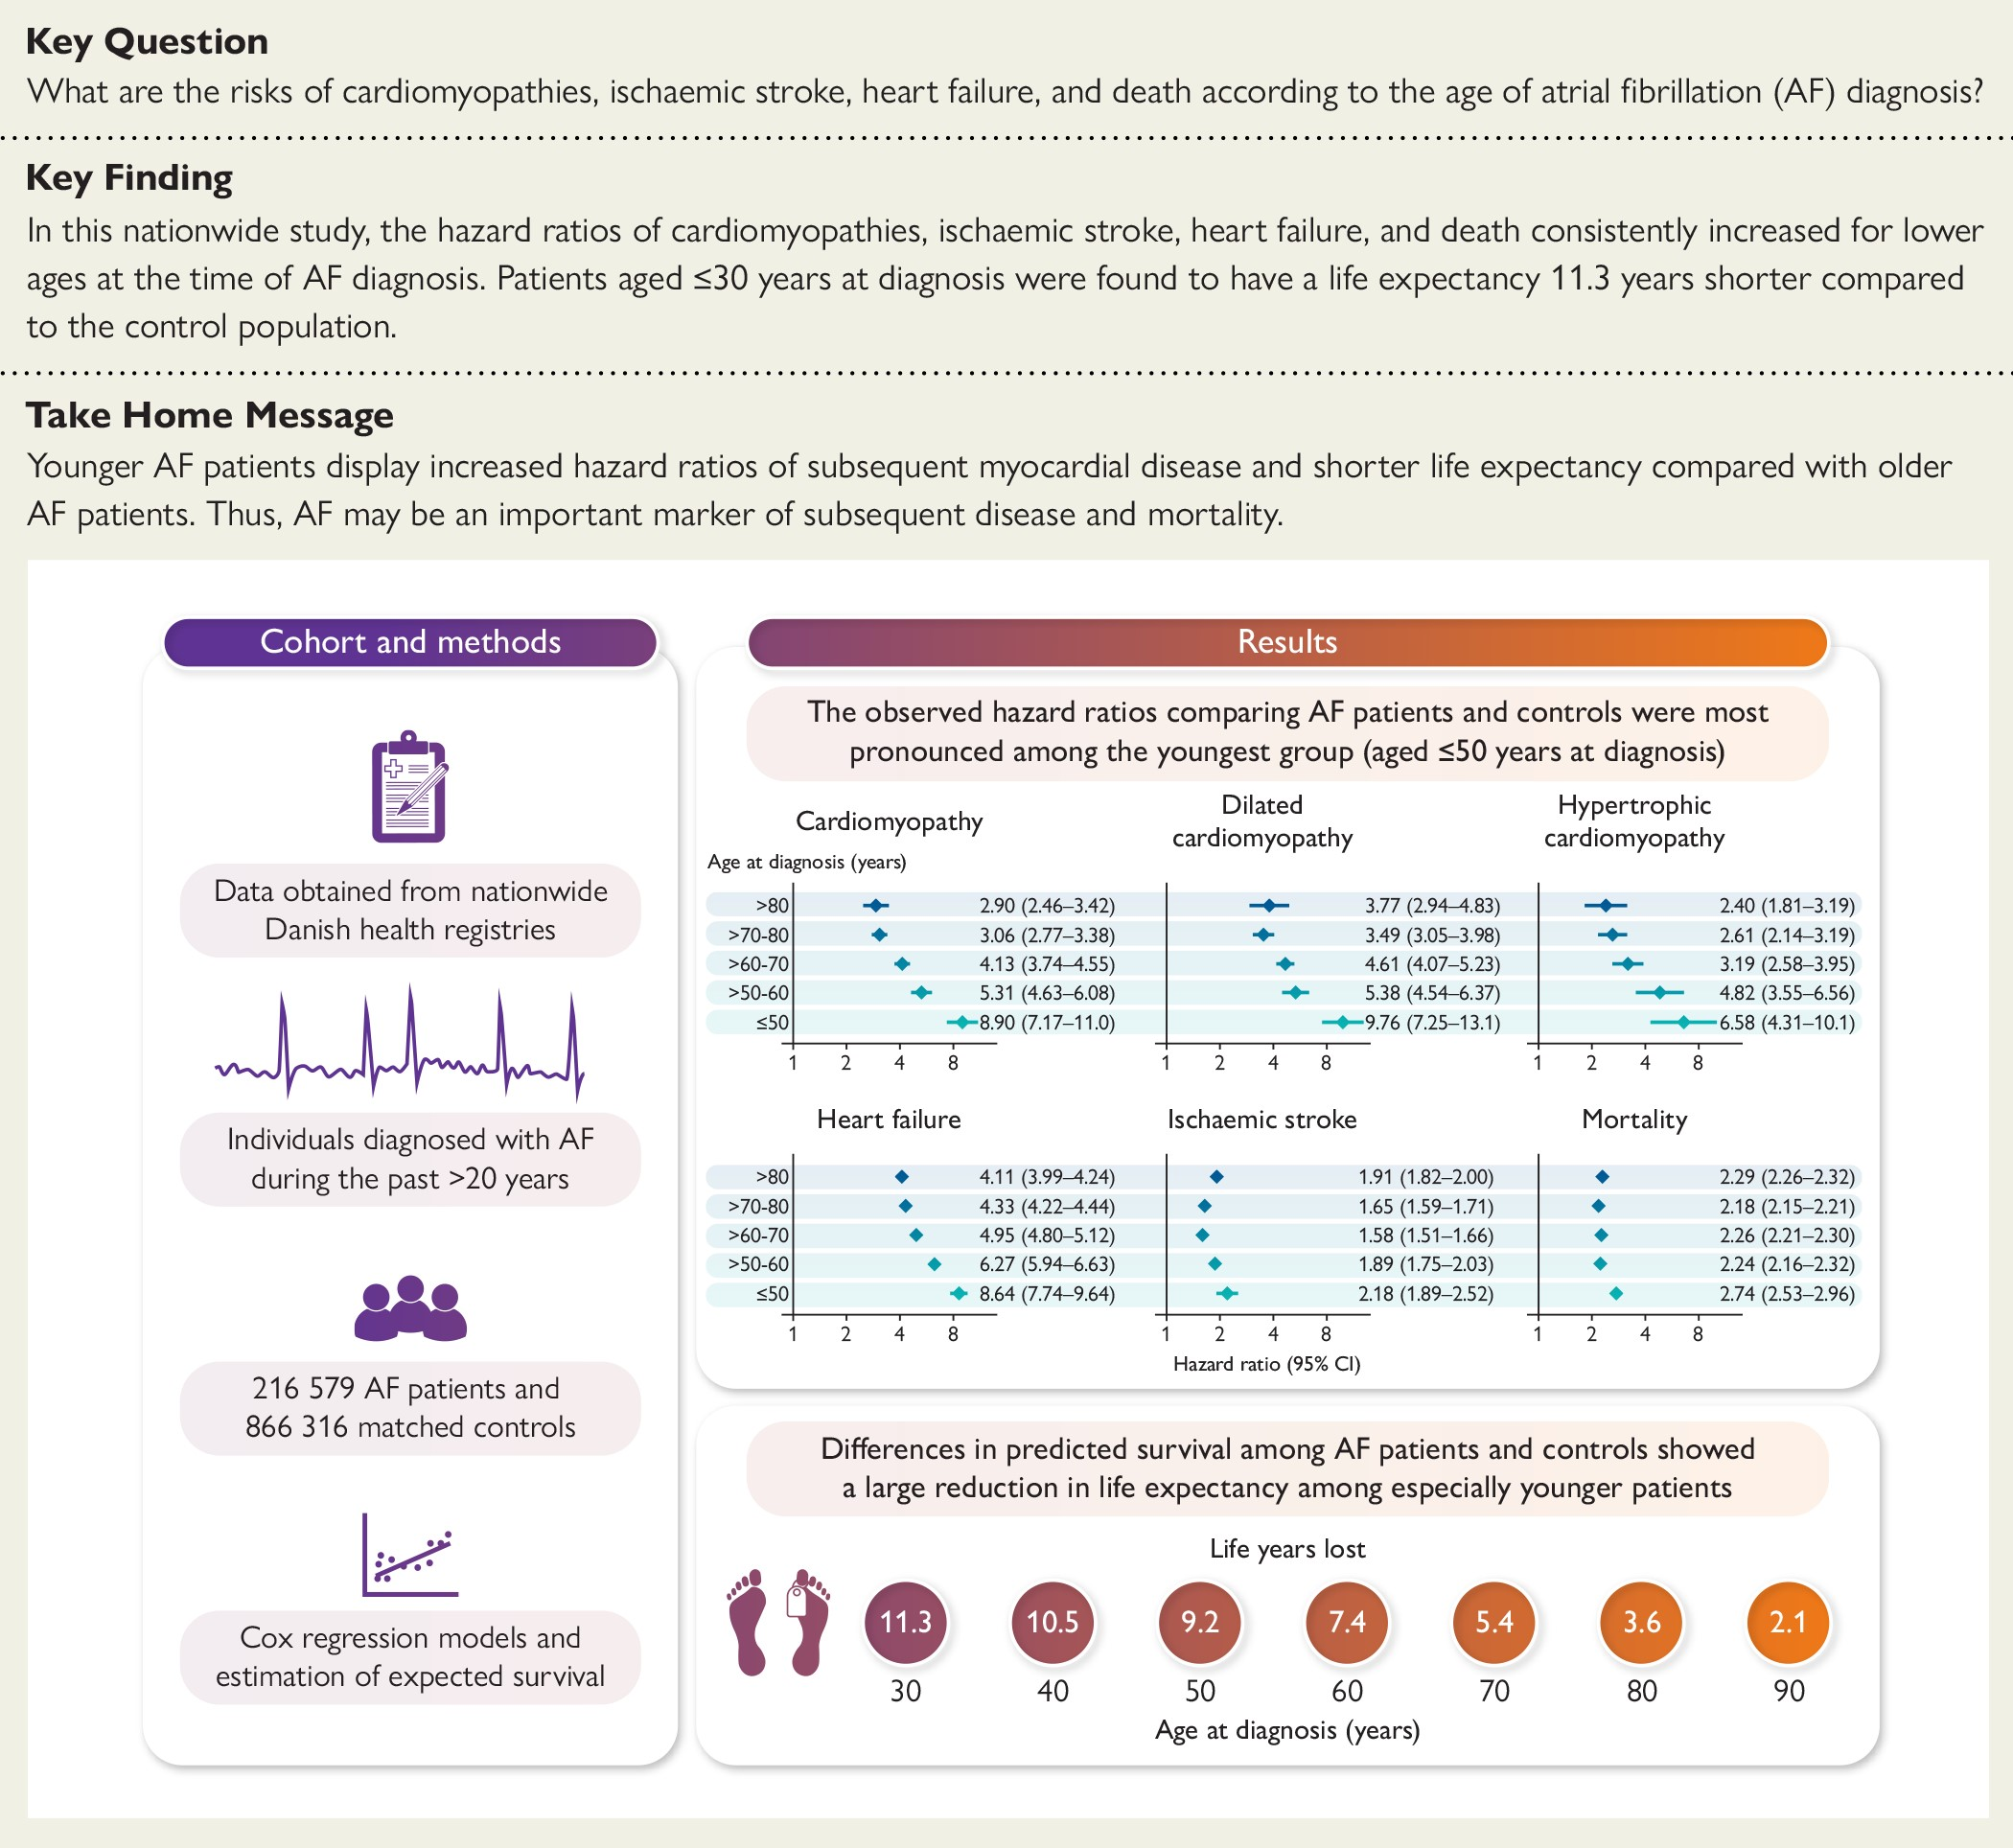 Key Question
What are the risks of cardiomyopathies, ischaemic stroke, heart failure, and death according to the age of atrial fibrillation (AF) diagnosis?
Key Finding
In this nationwide study, the hazard ratios of cardiomyopathies, ischaemic stroke, heart failure, and death consistently increased for lower
ages at the time of AF diagnosis. Patients aged ≤30 years at diagnosis were found to have a life expectancy 11.3 years shorter compared
to the control population.
Take Home Message
Younger AF patients display increased hazard ratios of subsequent myocardial disease and shorter life expectancy compared with older
AF patients. Thus, AF may be an important marker of subsequent disease and mortality.
Cohort and methods
Data obtained from nationwide
Danish health registries
Individuals diagnosed with AF
during the past >20 years
216 579 AF patients and
866 316 matched controls
Cox regression models and
estimation of expected survival
Results
The observed hazard ratios comparing AF patients and controls were most
pronounced among the youngest group (aged ≤50 years at diagnosis)
Cardiomyopathy
Dilated
cardiomyopathy
Hypertrophic
cardiomyopathy
Age at diagnosis (years)
>80 2.90 (2.46–3.42) 3.77 (2.94–4.83) 2.40 (1.81–3.19)
>70-80 3.06 (2.77–3.38) 3.49 (3.05–3.98) 2.61 (2.14–3.19)
>60-70 4.13 (3.74–4.55) 4.61 (4.07–5.23) 3.19 (2.58–3.95)
>50-60 5.31 (4.63–6.08) 5.38 (4.54–6.37) 4.82 (3.55–6.56)
≤50 8.90 (7.17–11.0) 9.76 (7.25–13.1) 6.58 (4.31–10.1)
1 2 4 8 1 2 4 8 1 2 4 8
Heart failure Ischaemic stroke Mortality
>80 4.11 (3.99–4.24) 1.91 (1.82–2.00) 2.29 (2.26–2.32)
>70-80 4.33 (4.22–4.44) 1.65 (1.59–1.71) 2.18 (2.15–2.21)
>60-70 4.95 (4.80–5.12) 1.58 (1.51–1.66) 2.26 (2.21–2.30)
>50-60 6.27 (5.94–6.63) 1.89 (1.75–2.03) 2.24 (2.16–2.32)
≤50 8.64 (7.74–9.64) 2.18 (1.89–2.52) 2.74 (2.53–2.96)
1 2 4 8 1 2 4 8 1 2 4 8
Hazard ratio (95% CI)
Differences in predicted survival among AF patients and controls showed
a large reduction in life expectancy among especially younger patients
Life years lost
11.3 10.5 9.2 7.4 5.4 3.6 2.1
30 40 50 60 70 80 90
Age at diagnosis (years)